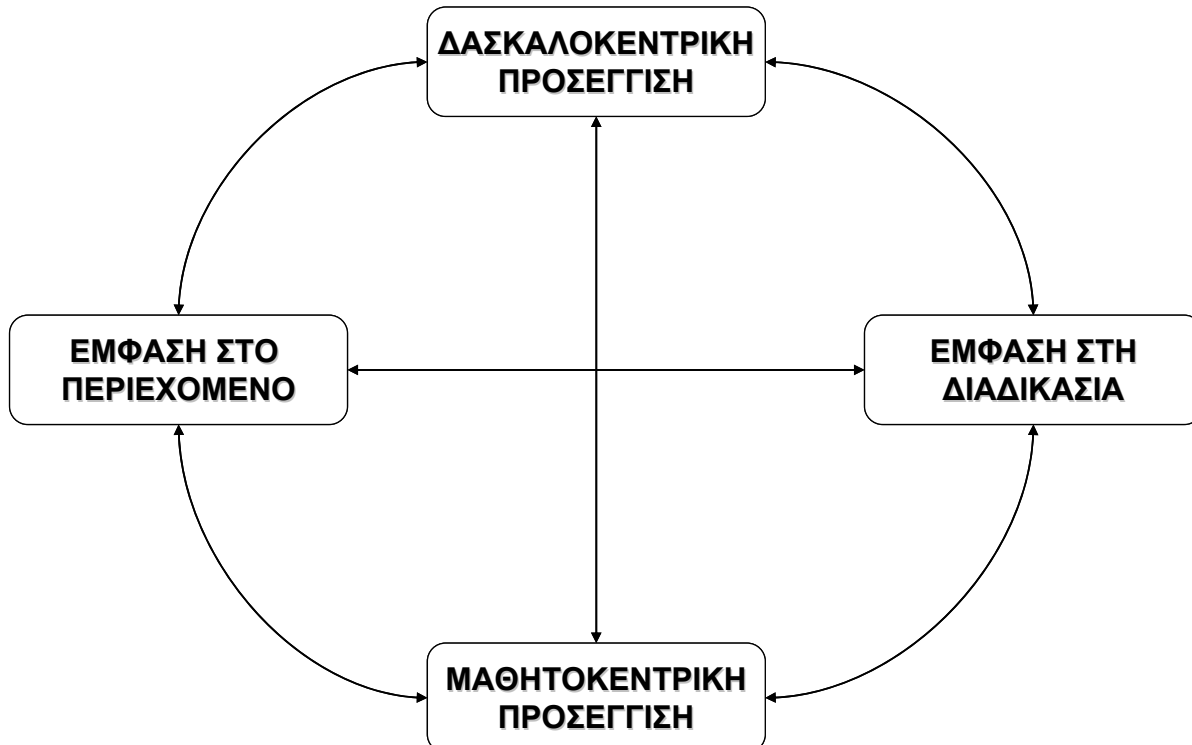 ΔΑΣΚΑΛΟΚΕΝΤΡΙΚΗ
ΠΡΟΣΕΓΓΙΣΗ
ΕΜΦΑΣΗ ΣΤΟ
ΠΕΡΙΕΧΟΜΕΝΟ
ΕΜΦΑΣΗ ΣΤΗ
ΔΙΑΔΙΚΑΣΙΑ
ΜΑΘΗΤΟΚΕΝΤΡΙΚΗ
ΠΡΟΣΕΓΓΙΣΗ